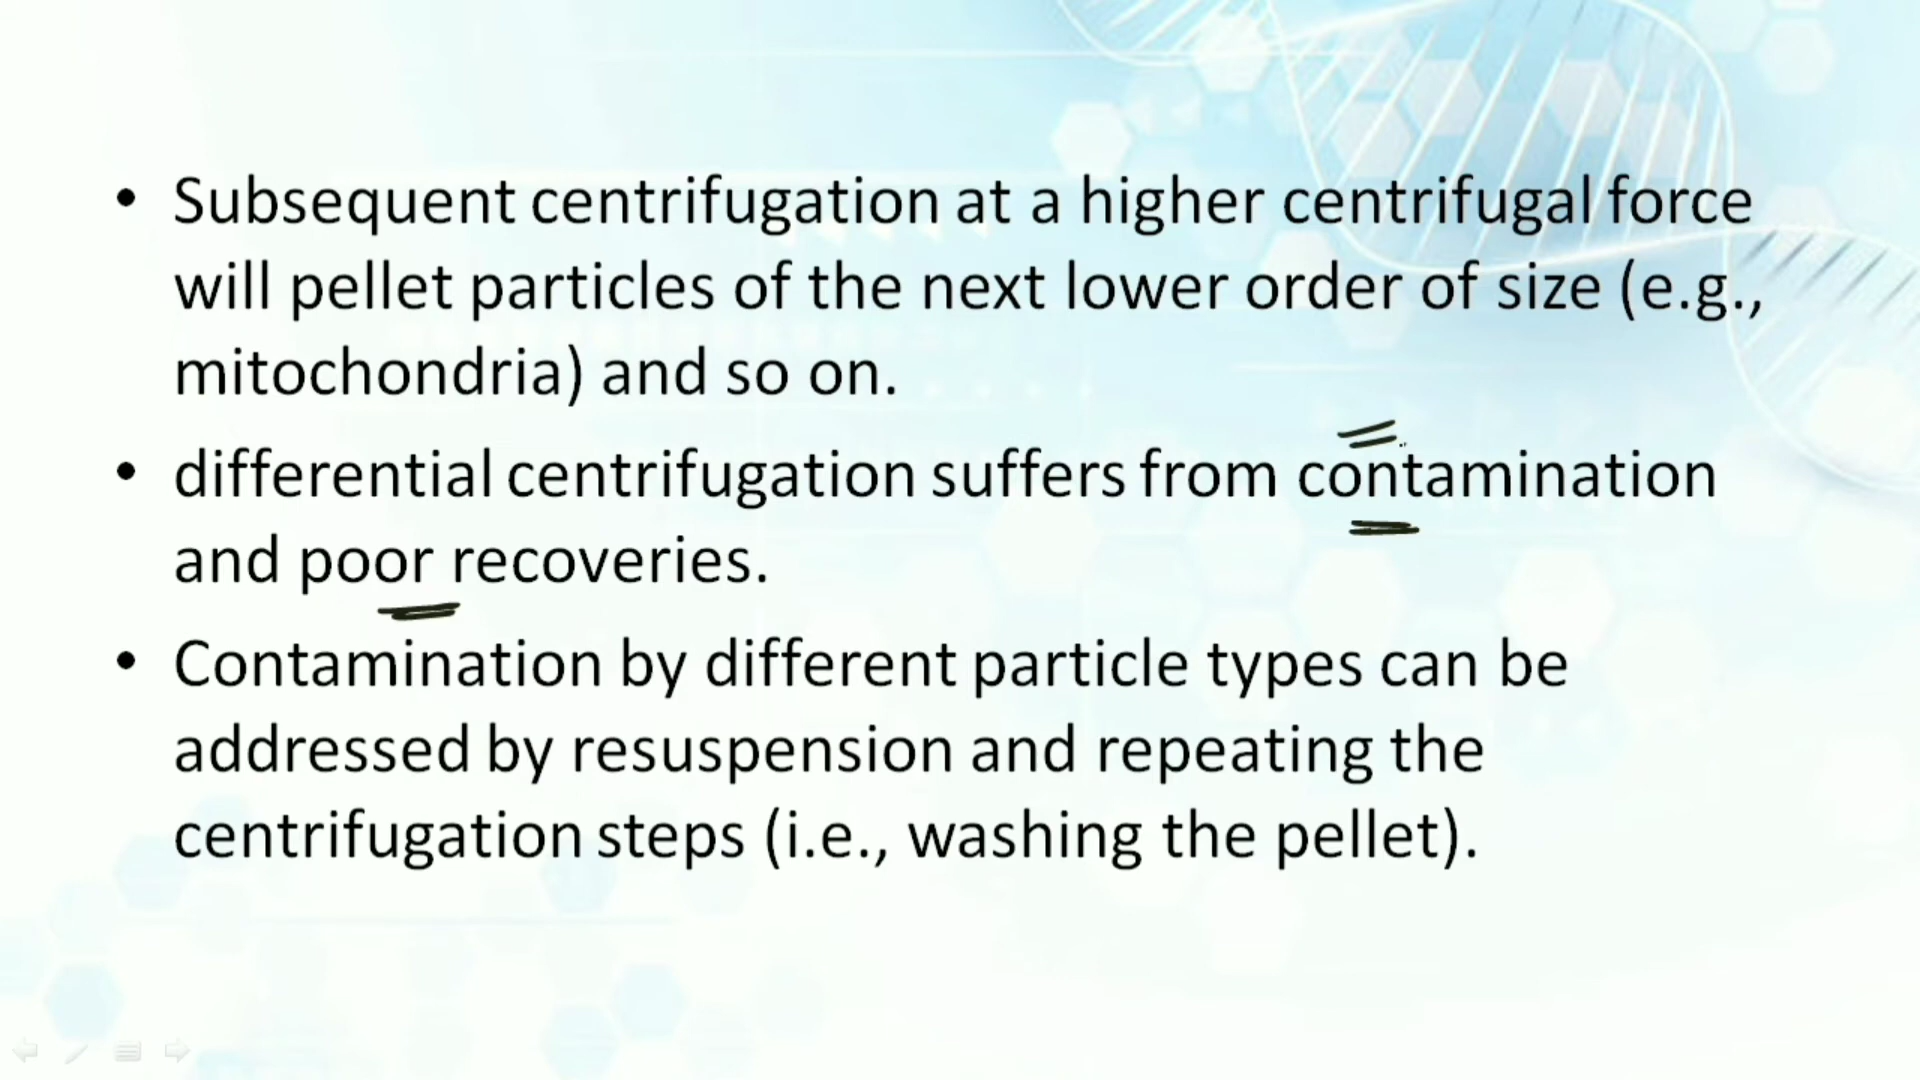 • Subsequent centrifugation at a higher centrifugal force
will pellet particles of the next lower order of size (e.g.,
mitochondria) and so on.
• differential centrifugation suffers from contamination
and poor recoveries.
• Contamination by different particle types can be
addressed by resuspension and repeating the
centrifugation steps (i.e., washing the pellet).